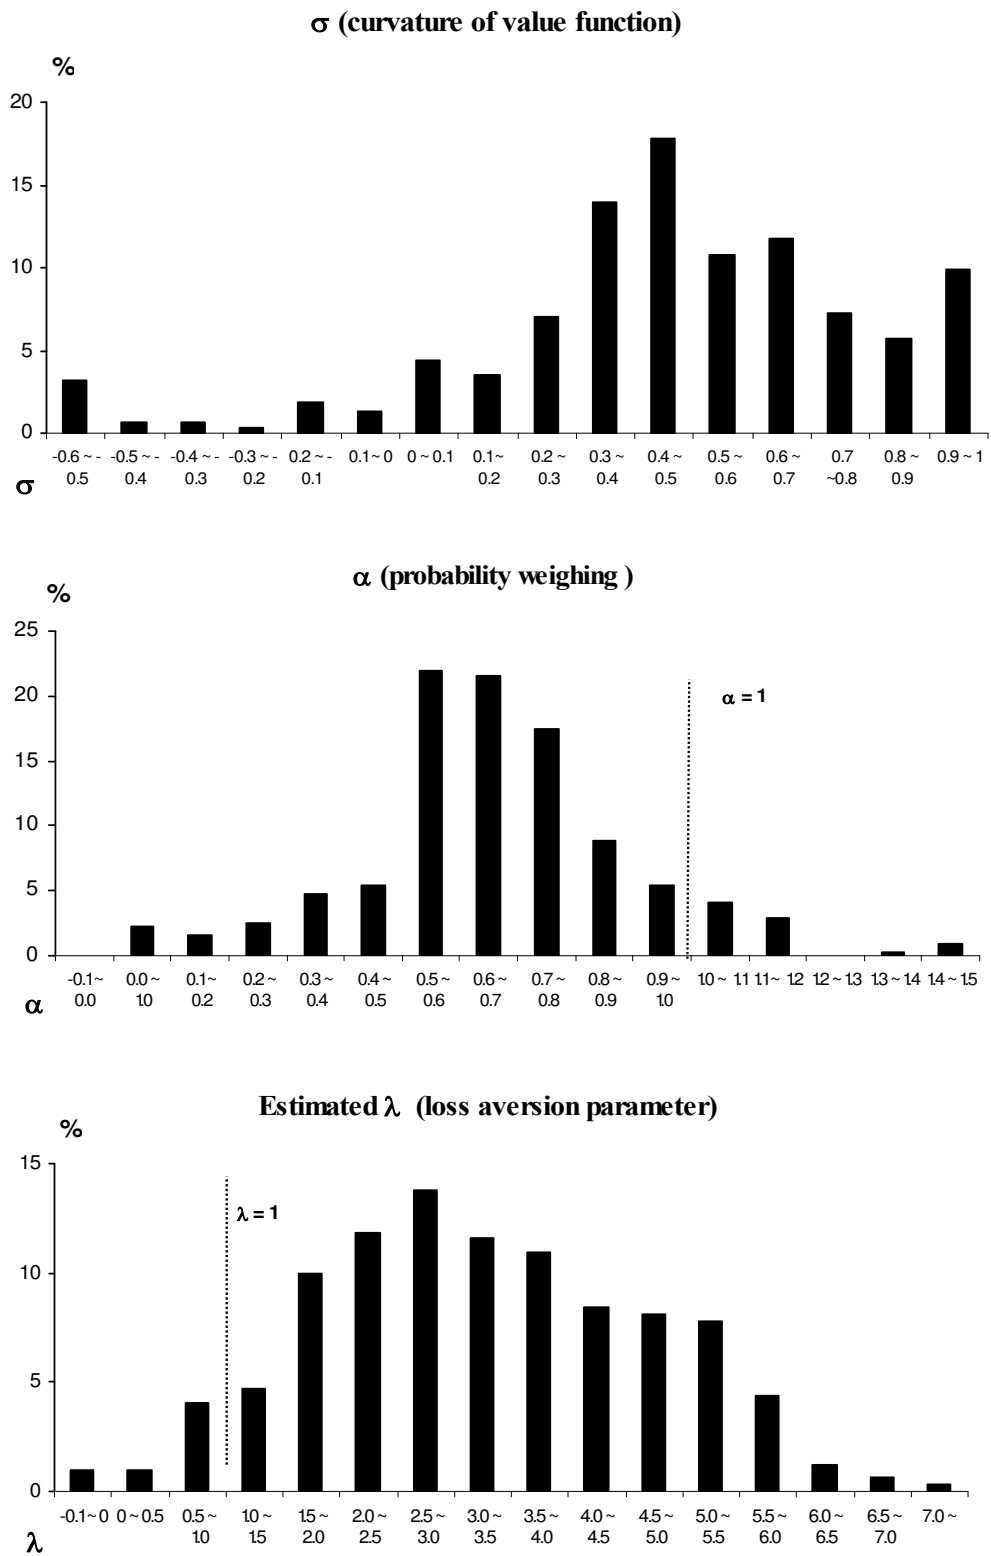 σ (curvature of value function)
%
20
15
10
5
0
-0.6 ~ - -0.5 ~ - -0.4 ~ - -0.3 ~ - 0.2 ~ - 0.1 ~ 0 0 ~ 0.1 0.1 ~ 0.2 ~ 0.3 ~ 0.4 ~ 0.5 ~ 0.6 ~ 0.7 0.8 ~ 0.9 ~ 1
0.5 0.4 0.3 0.2 0.1 0.2 0.3 0.4 0.5 0.6 0.7 ~0.8 0.9
σ
α (probability weighing )
%
25
20
α = 1
15
10
5
0
-0.1 ~ 0.0 ~ 0.1 ~ 0.2 ~ 0.3 ~ 0.4 ~ 0.5 ~ 0.6 ~ 0.7 ~ 0.8 ~ 0.9 ~ 1.0 ~ 1.1 1.1 ~ 1.2 1.2 ~ 1.3 1.3 ~ 1.4 1.4 ~ 1.5
0.0 1.0 0.2 0.3 0.4 0.5 0.6 0.7 0.8 0.9 1.0
α
Estimated λ (loss aversion parameter)
%
15
λ = 1
10
5
0
-0.1 ~ 0 0 ~ 0.5 0.5 ~ 1.0 ~ 1.5 ~ 2.0 ~ 2.5 ~ 3.0 ~ 3.5 ~ 4.0 ~ 4.5 ~ 5.0 ~ 5.5 ~ 6.0 ~ 6.5 ~ 7.0 ~
1.0 1.5 2.0 2.5 3.0 3.5 4.0 4.5 5.0 5.5 6.0 6.5 7.0
λ